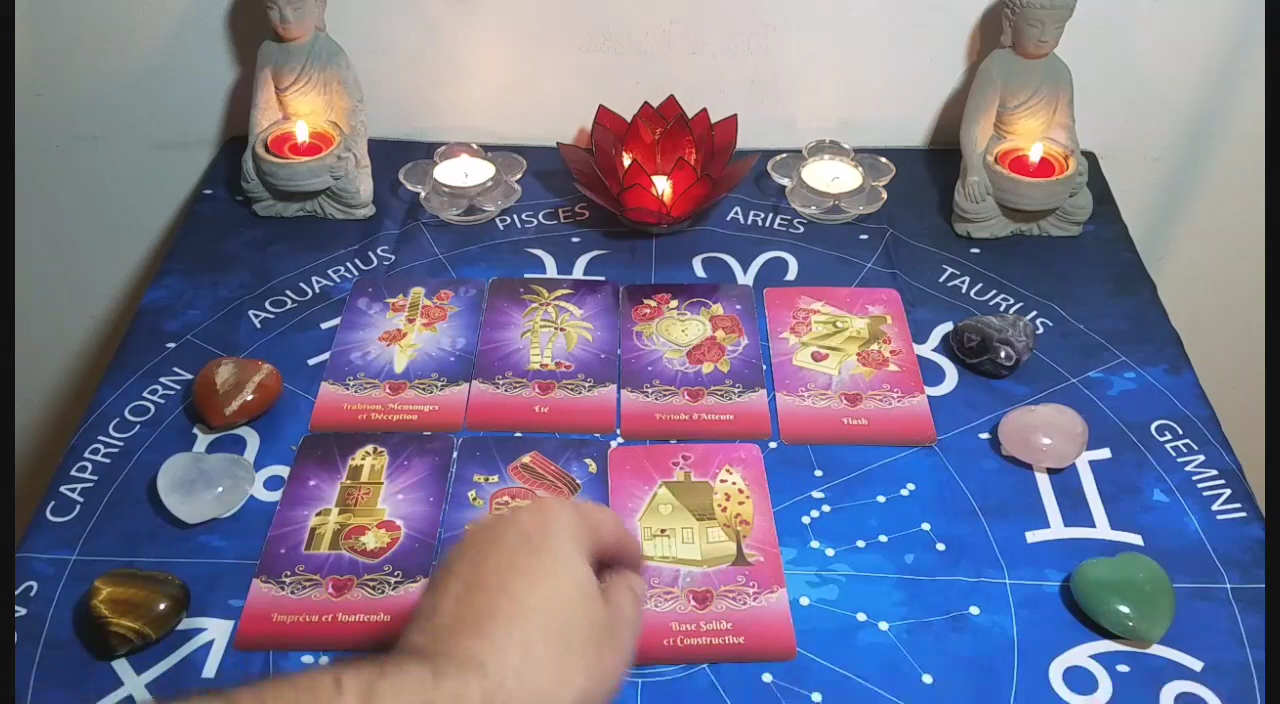 PISCES
ARIES
AQUARIUS
TAURUS
CAPRICORN
GEMINI
Trahison, Mensonges
et Déception
Été
Période d'Attente
Flash
Imprévu et Inattendu
Base Solide
et Constructive